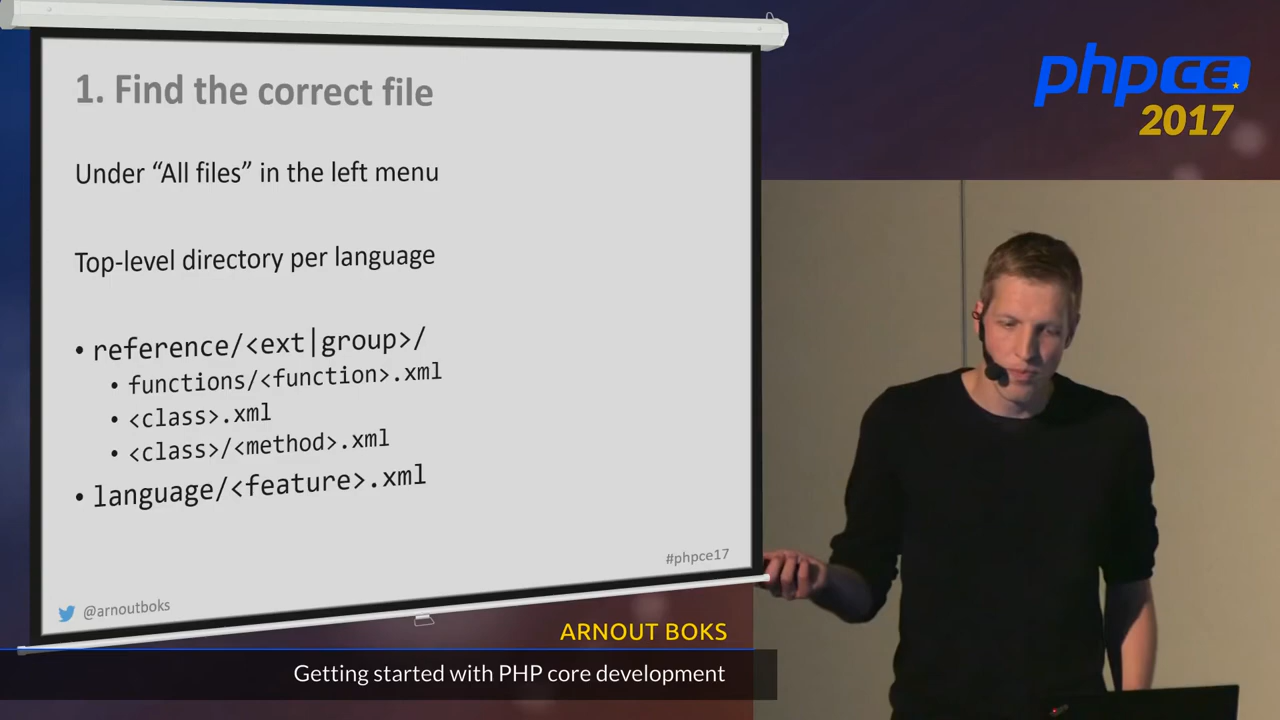 1. Find the correct file
Under “All files” in the left menu
Top-level directory per language
• reference/<ext|group>/
• functions/<function>.xml
• <class>.xml
• <class>/<method>.xml
• language/<feature>.xml
#phpce17
@arnoutboks
phpCE
2017
ARNOUT BOKS
Getting started with PHP core development